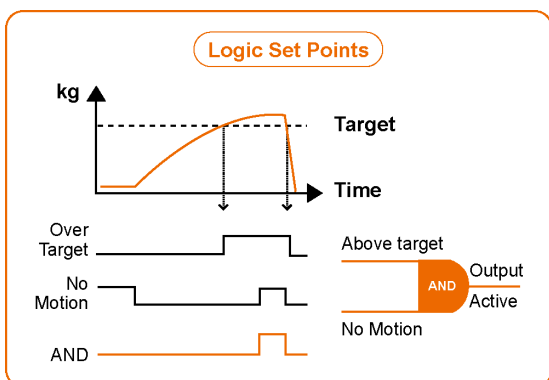 Logic Set Points
kg
Target
Time
Over
Target
No
Motion
AND
Above target
AND
Output
Active
No Motion